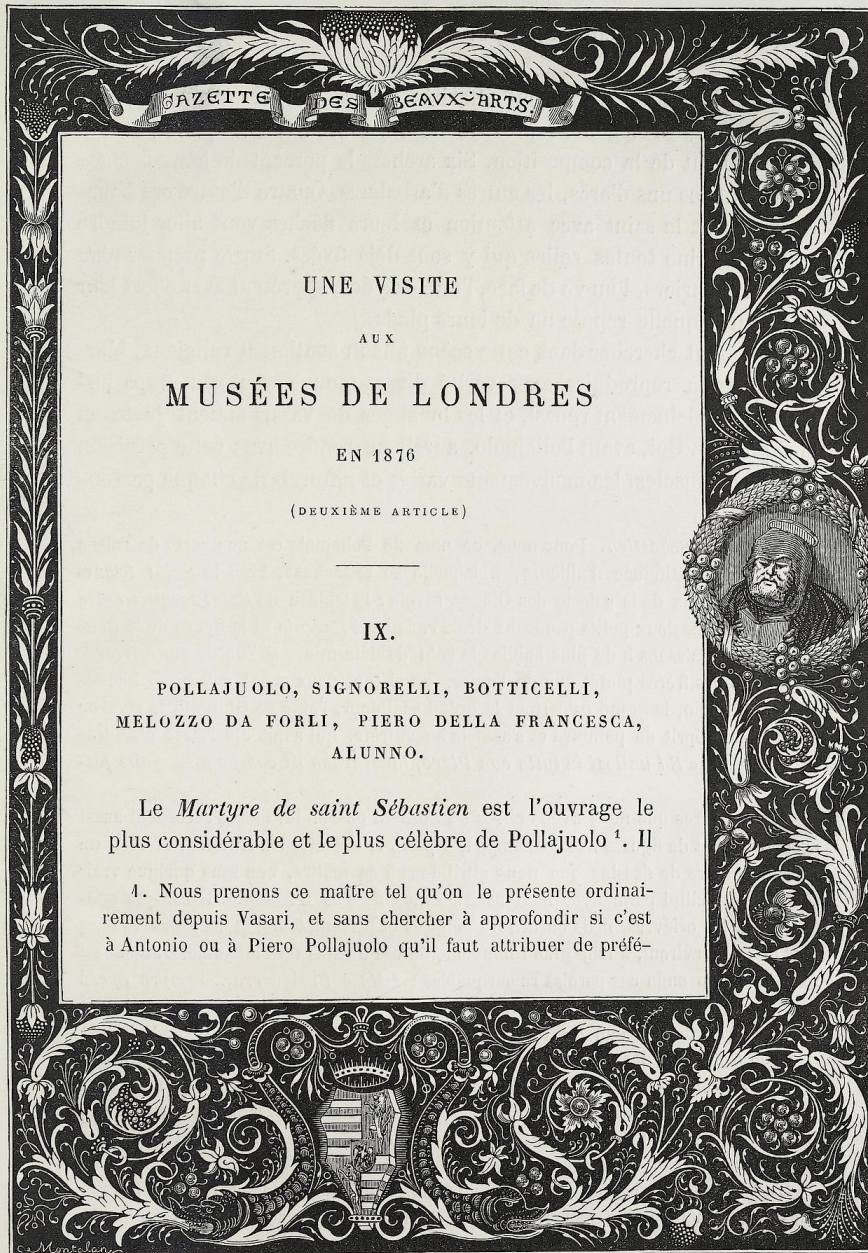 GAZETTE DES BEAVX-ARTS
UNE VISITE
AUX
MUSÉES DE LONDRES
EN 1876
(DEUXIÈME ARTICLE)
IX.
POLLAJUOLO, SIGNORELLI, BOTTICELLI,
MELOZZO DA FORLI, PIERO DELLA FRANCESCA,
ALUNNO.
Le Martyre de saint Sébastien est l'ouvrage le
plus considérable et le plus célèbre de Pollajuolo 1. Il
1. Nous prenons ce maître tel qu'on le présente ordinai-
rement depuis Vasari, et sans chercher à approfondir si c'est
à Antonio ou à Piero Pollajuolo qu'il faut attribuer de préfé-